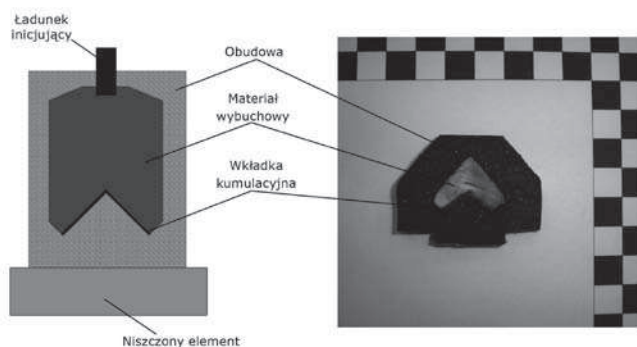 Ładunek
inicjujący
Obudowa
Materiał
wybuchowy
Wkładka
kumulacyjna
Niszczony element